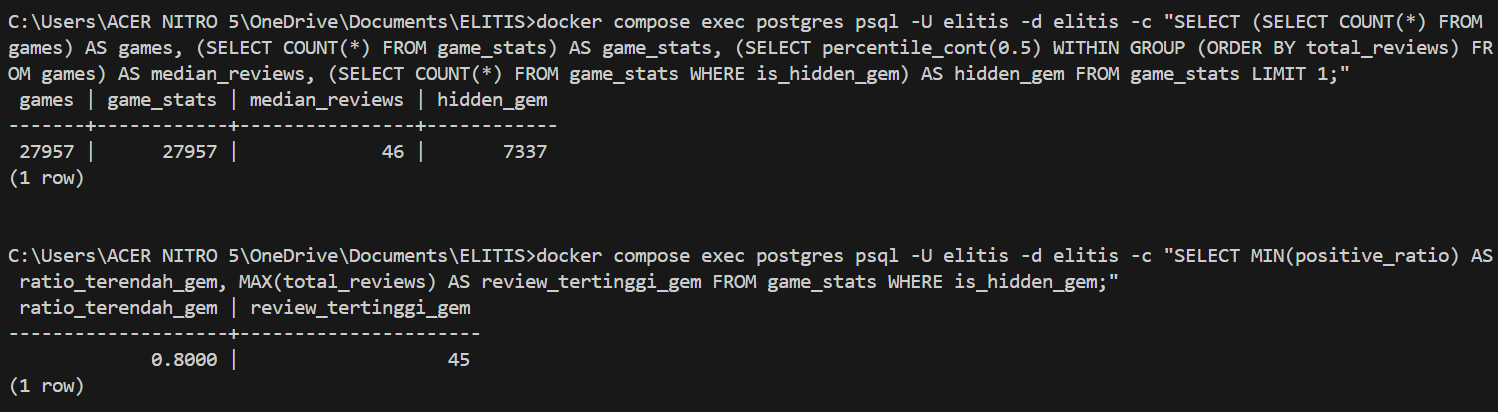 C:\Users\ACER NITRO 5\OneDrive\Documents\ELITIS>docker compose exec postgres psql -U elitis -d elitis -c "SELECT (SELECT COUNT(*) FROM
games) AS games, (SELECT COUNT(*) FROM game_stats) AS game_stats, (SELECT percentile_cont(0.5) WITHIN GROUP (ORDER BY total_reviews) FR
OM games) AS median_reviews, (SELECT COUNT(*) FROM game_stats WHERE is_hidden_gem) AS hidden_gem FROM game_stats LIMIT 1;"
 games | game_stats | median_reviews | hidden_gem
-------+------------+----------------+------------
 27957 |      27957 |             46 |       7337
(1 row)
C:\Users\ACER NITRO 5\OneDrive\Documents\ELITIS>docker compose exec postgres psql -U elitis -d elitis -c "SELECT MIN(positive_ratio) AS
 ratio_terendah_gem, MAX(total_reviews) AS review_tertinggi_gem FROM game_stats WHERE is_hidden_gem;"
 ratio_terendah_gem | review_tertinggi_gem
--------------------+----------------------
             0.8000 |                   45
(1 row)